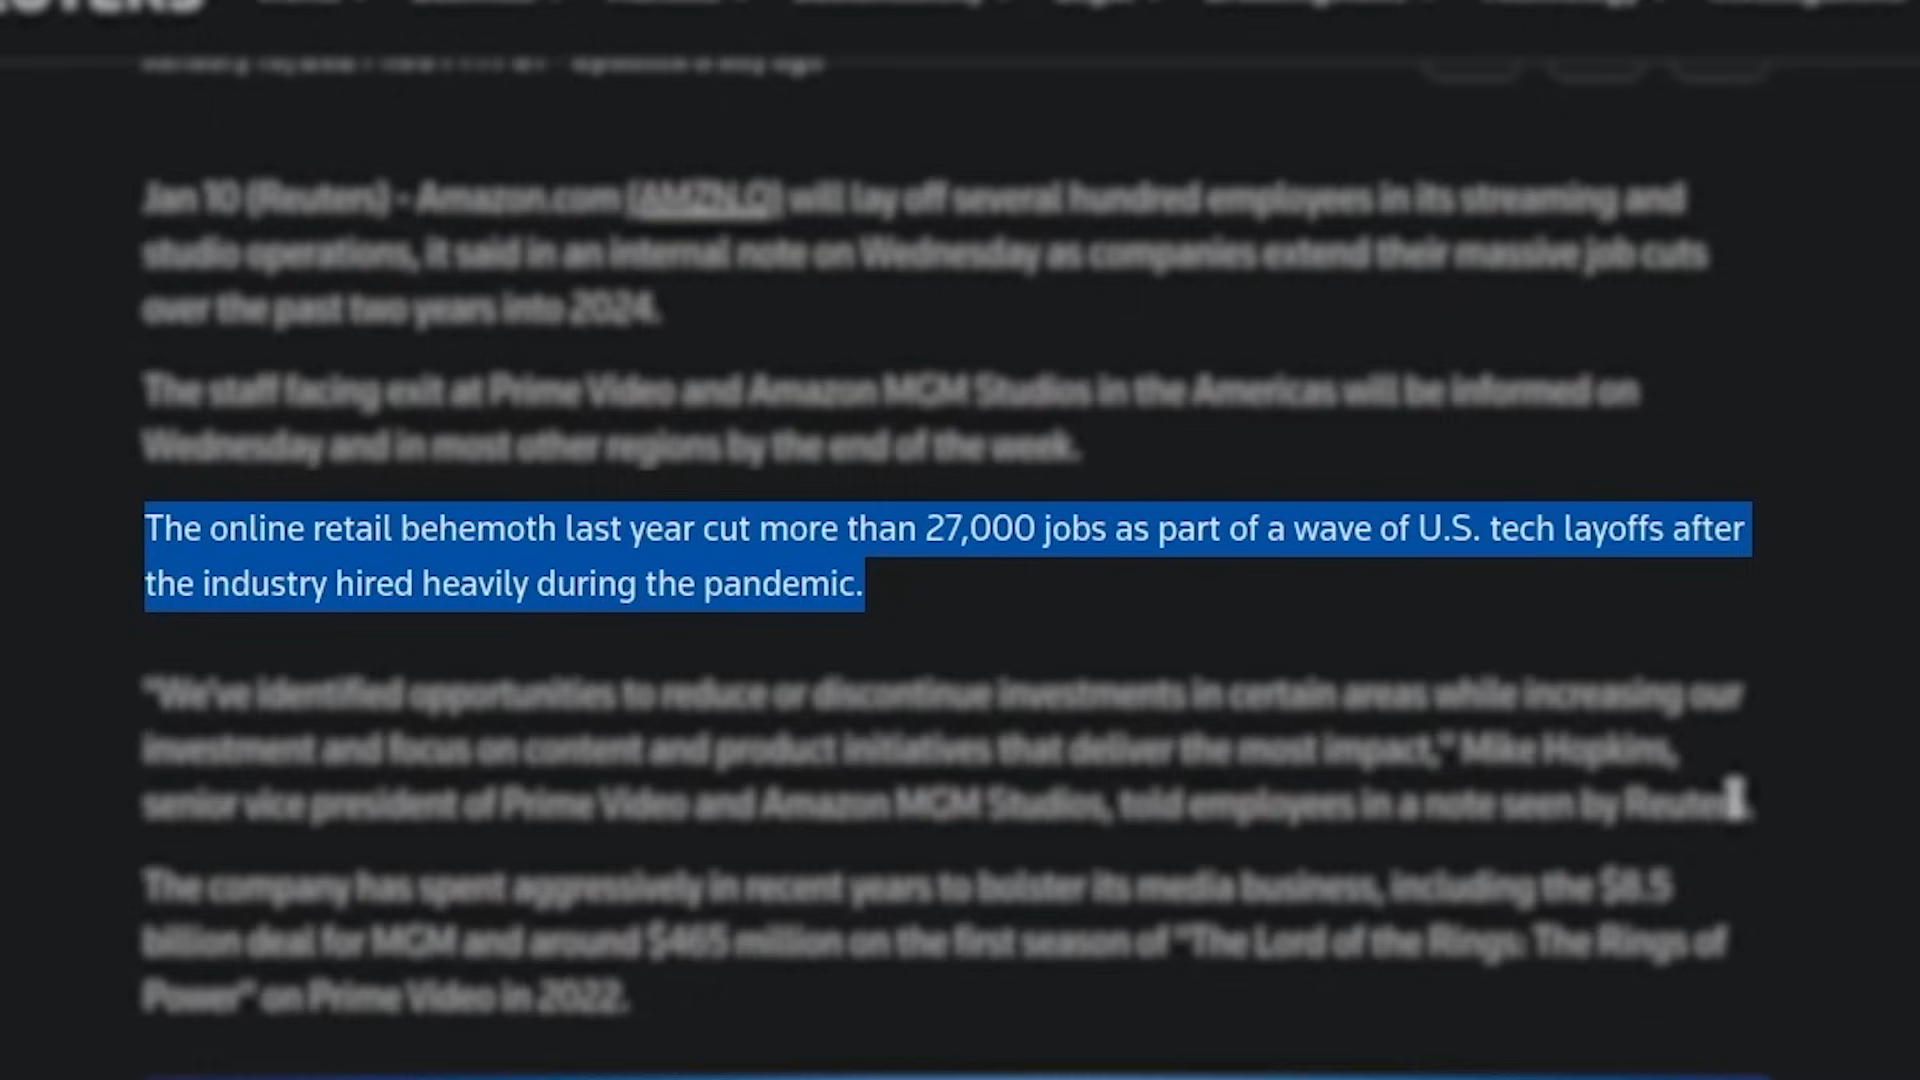 Jan 10 (Reuters) - Amazon.com (AMZN.O) will lay off several hundred employees in its streaming and
studio operations, it said in an internal note on Wednesday as companies extend their massive job cuts
over the past two years into 2024.
The staff facing exit at Prime Video and Amazon MGM Studios in the Americas will be informed on
Wednesday and in most other regions by the end of the week.
The online retail behemoth last year cut more than 27,000 jobs as part of a wave of U.S. tech layoffs after
the industry hired heavily during the pandemic.
"We've identified opportunities to reduce or discontinue investments in certain areas while increasing our
investment and focus on content and product initiatives that deliver the most impact," Mike Hopkins,
senior vice president of Prime Video and Amazon MGM Studios, told employees in a note seen by Reuters.
The company has spent aggressively in recent years to bolster its media business, including the $8.5
billion deal for MGM and around $465 million on the first season of "The Lord of the Rings: The Rings of
Power" on Prime Video in 2022.